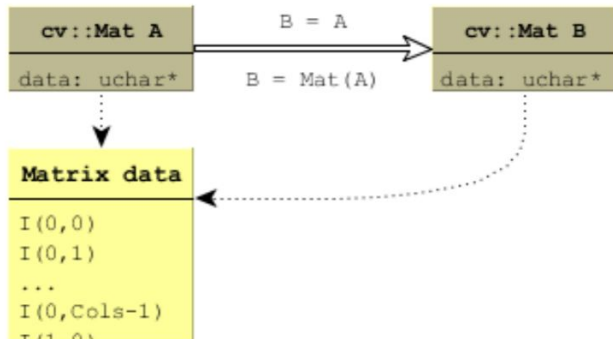 cv::Mat A
data: uchar*
B = A
B = Mat(A)
cv::Mat B
data: uchar*
Matrix data
I(0,0)
I(0,1)
...
I(0,Cols-1)